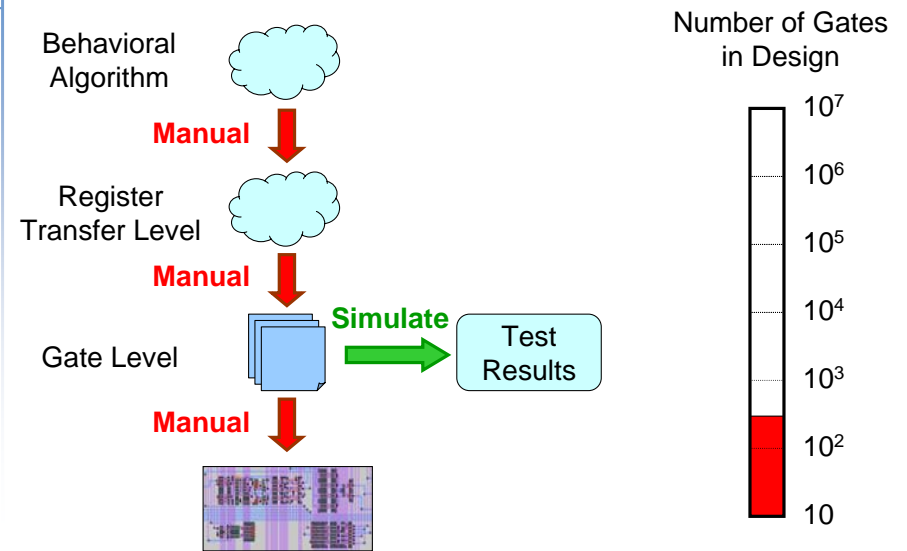 Behavioral
Algorithm
Manual
Register
Transfer Level
Manual
Gate Level
Simulate
Test
Results
Manual
Number of Gates
in Design
10⁷
10⁶
10⁵
10⁴
10³
10²
10